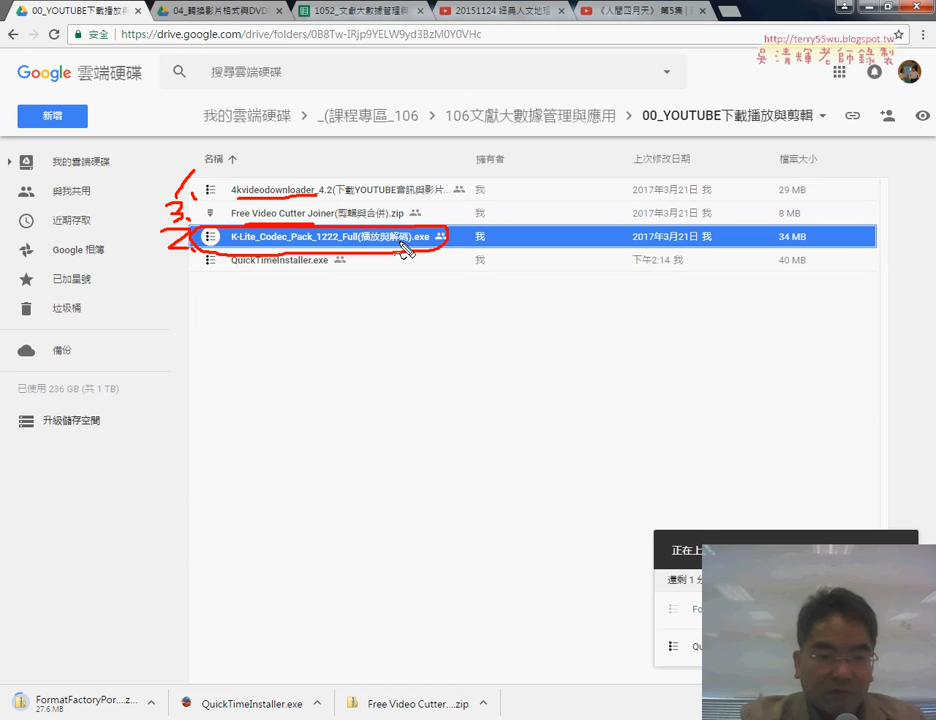 00_YOUTUBE下載播放與
04_轉換影片格式與DVD
1052_文獻大數據管理與
20151124 經典人文地理
《人間四月天》 第5集
安全 https://drive.google.com/drive/folders/0B8Tw-IRjp9YELW9yd3BzM0Y0VHc
http://terry55wu.blogspot.tw
吳清輝老師錄製
Google 雲端硬碟
搜尋雲端硬碟
新增
我的雲端硬碟 > _(課程專區_106 > 106文獻大數據管理與應用 > 00_YOUTUBE下載播放與剪輯
名稱 擁有者 上次修改日期 檔案大小
我的雲端硬碟
與我共用
近期存取
Google 相簿
已加星號
垃圾桶
備份
已使用 236 GB (共 1 TB)
升級儲存空間
1. 4kvideodownloader_4.2(下載YOUTUBE音訊與影片... 我 2017年3月21日 我 29 MB
3. Free Video Cutter Joiner(剪輯與合併).zip 我 2017年3月21日 我 8 MB
2. K-Lite_Codec_Pack_1222_Full(播放與解碼).exe 我 2017年3月21日 我 34 MB
QuickTimeInstaller.exe 我 下午2:14 我 40 MB
正在上
還剩 1 分
Fo
Qu
FormatFactoryPor....z...
27.6 MB
QuickTimeInstaller.exe
Free Video Cutter....zip